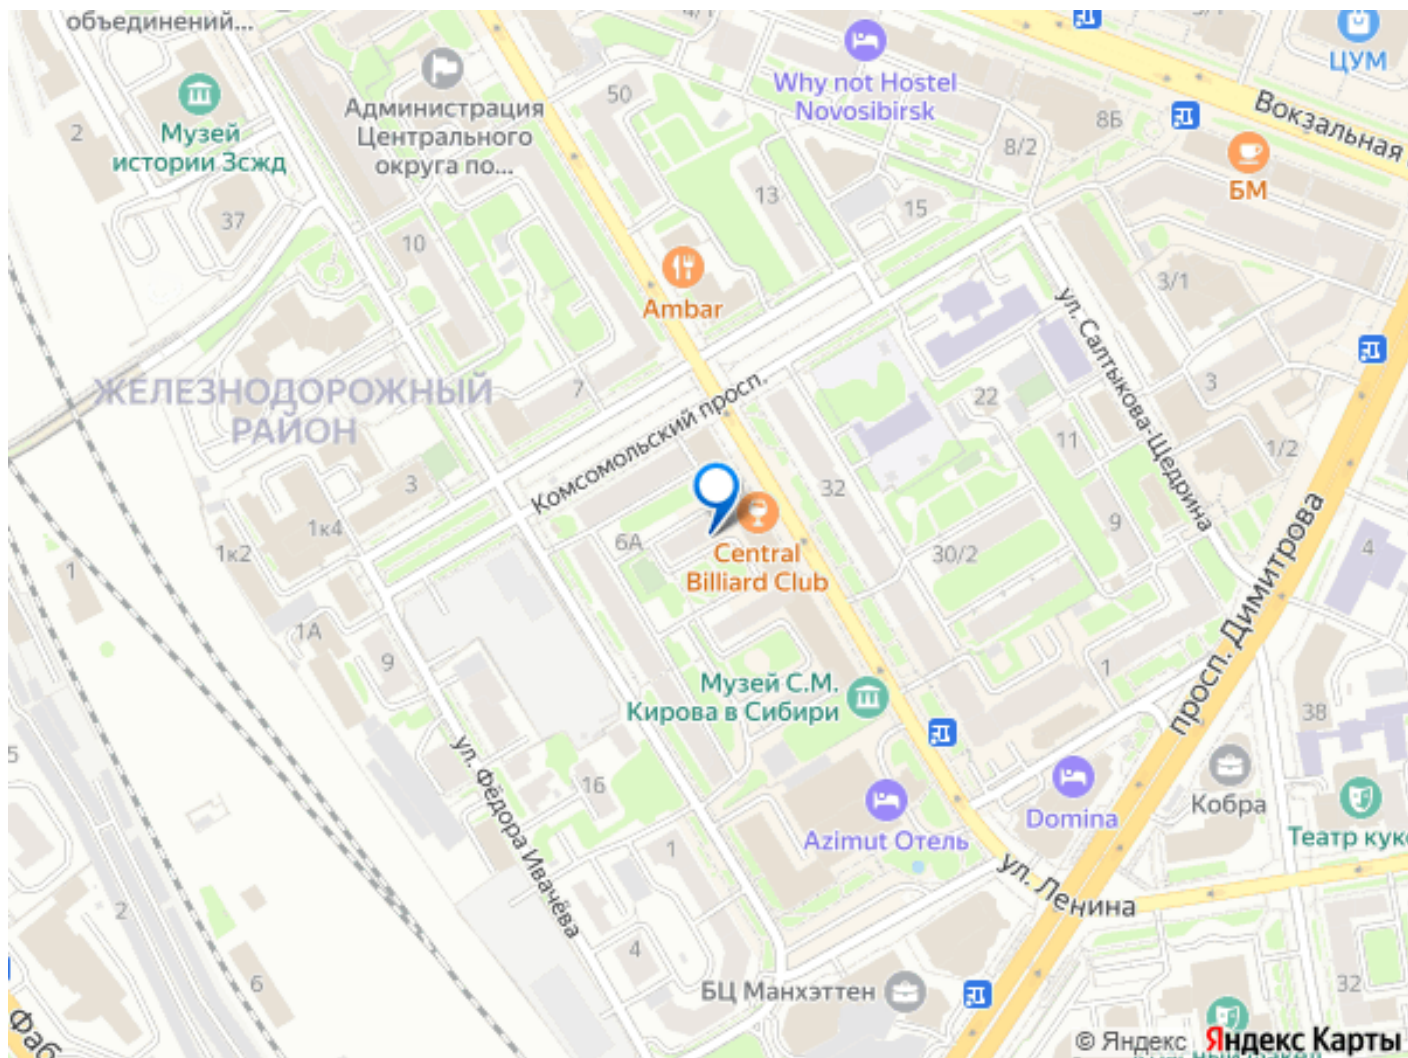 объединений...
4/1
ЦУМ
Администрация
Центрального
округа по...
50
Why not Hostel
Novosibirsk
Вокзальная
Музей
истории Зсжд
2
8Б
8/2
БМ
13
37
10
15
Ambar
3/1
ул. Салтыкова-Щедрина
ЖЕЛЕЗНОДОРОЖНЫЙ
РАЙОН
7
Комсомольский просп.
22
3
11
1/2
3
32
1к4
1к2
6А
Central
Billiard Club
30/2
9
4
просп. Димитрова
1
1А
9
1
Музей С.М.
Кирова в Сибири
38
5
ул. Фёдора Ивачёва
16
Azimut Отель
Domina
Кобра
Театр кук
1
ул. Ленина
2
4
6
БЦ Манхэттен
32
Фаб
© Яндекс Яндекс Карты